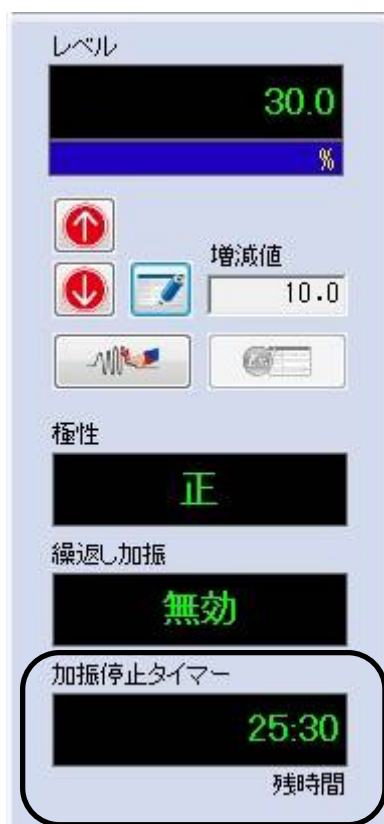 レベル
30.0
%
増減値
10.0
極性
正
繰返し加振
無効
加振停止タイマー
25:30
残時間